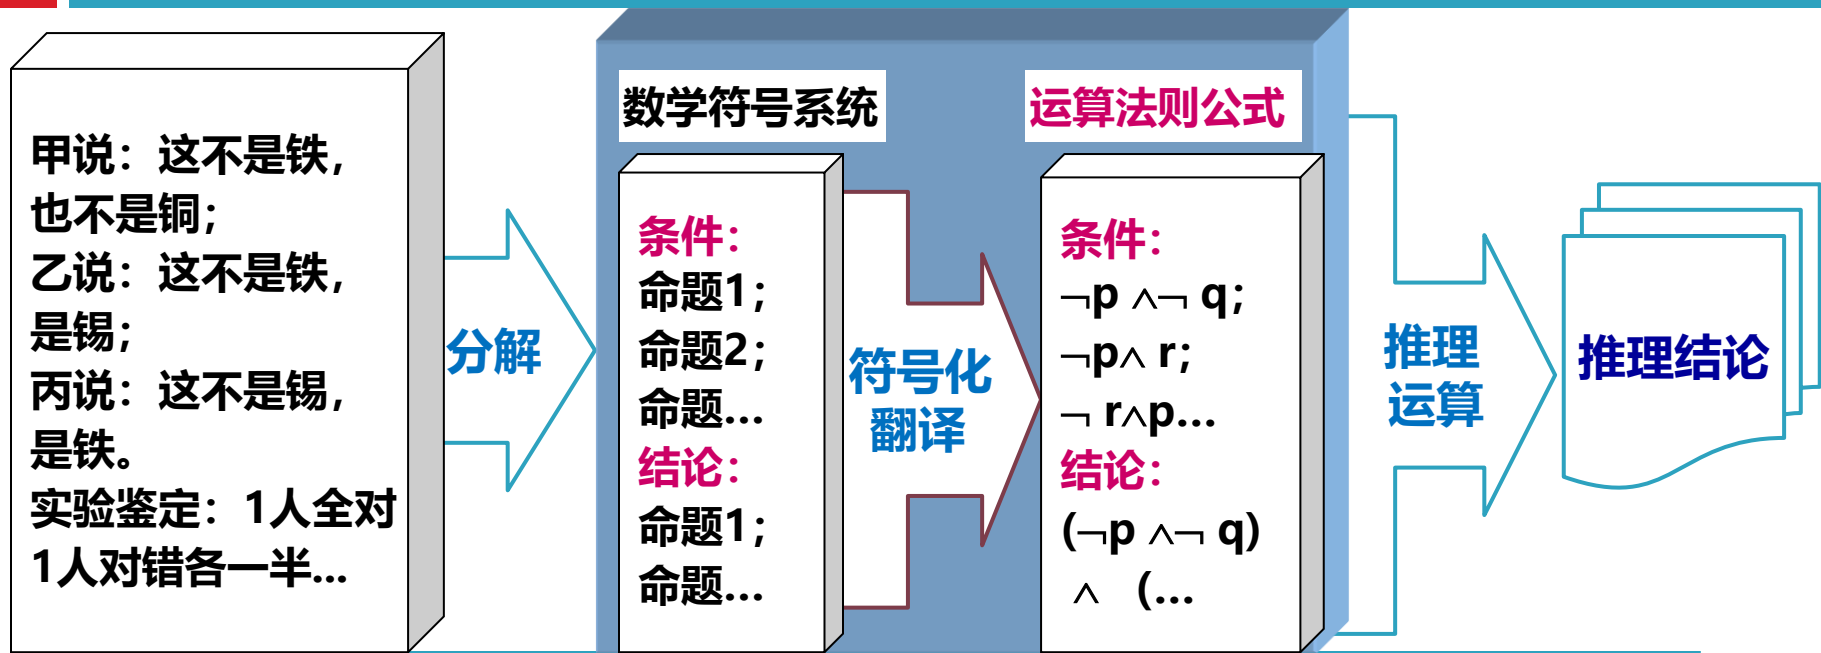 甲说：这不是铁，
也不是铜；
乙说：这不是铁，
是锡；
丙说：这不是锡，
是铁。
实验鉴定：1人全对
1人对错各一半...
分解
数学符号系统
条件：
命题1；
命题2；
命题...
结论：
命题1；
命题...
符号化
翻译
运算法则公式
条件：
¬p ∧¬ q；
¬p∧ r；
¬ r∧p...
结论：
(¬p ∧¬ q)
∧ (...
推理
运算
推理结论